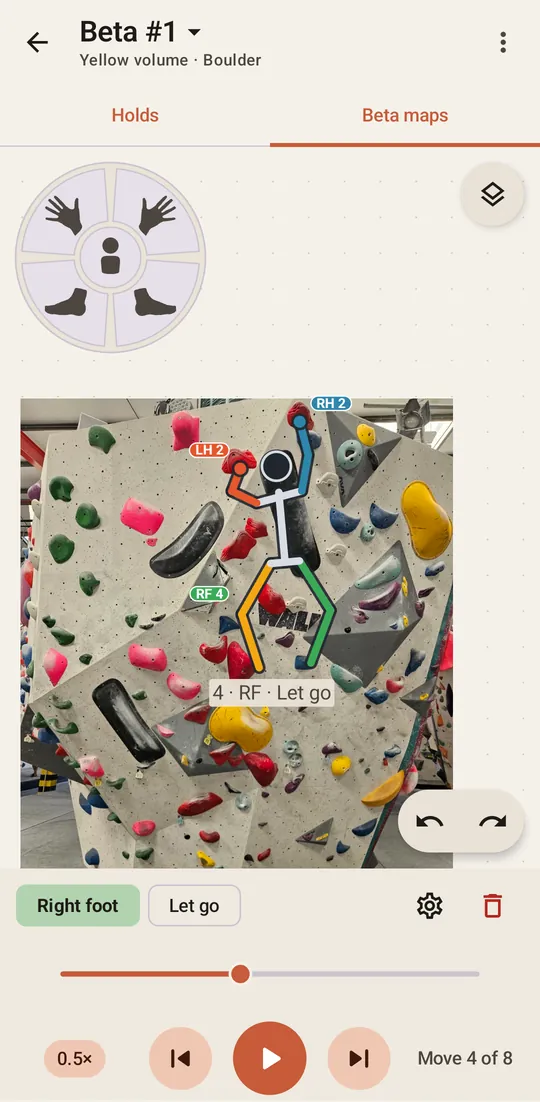 Beta #1
Yellow volume · Boulder
Holds
Beta maps
RH 2
LH 2
RF 4
WALL
4 · RF · Let go
Right foot
Let go
0.5×
Move 4 of 8